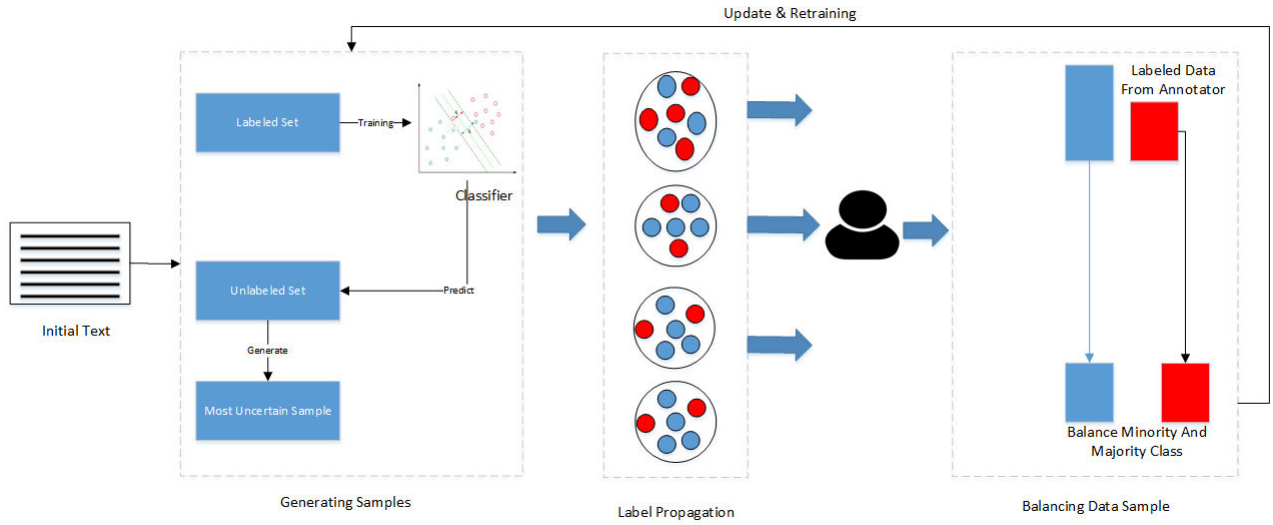 Update & Retraining
Labeled Set
Training
Classifier
Labeled Data
From Annotator
Initial Text
Unlabeled Set
Predict
Generate
Most Uncertain Sample
Balance Minority And
Majority Class
Generating Samples
Label Propagation
Balancing Data Sample